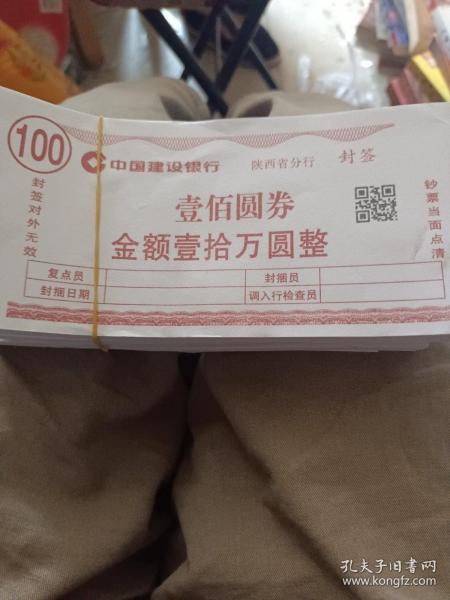 100
中国建设银行 陕西省分行 封签
壹佰圆券
金额壹拾万圆整
封签对外无效
钞票当面点清
复点员 封捆员
封捆日期 调入行检查员
孔夫子旧书网
www.kongfz.com